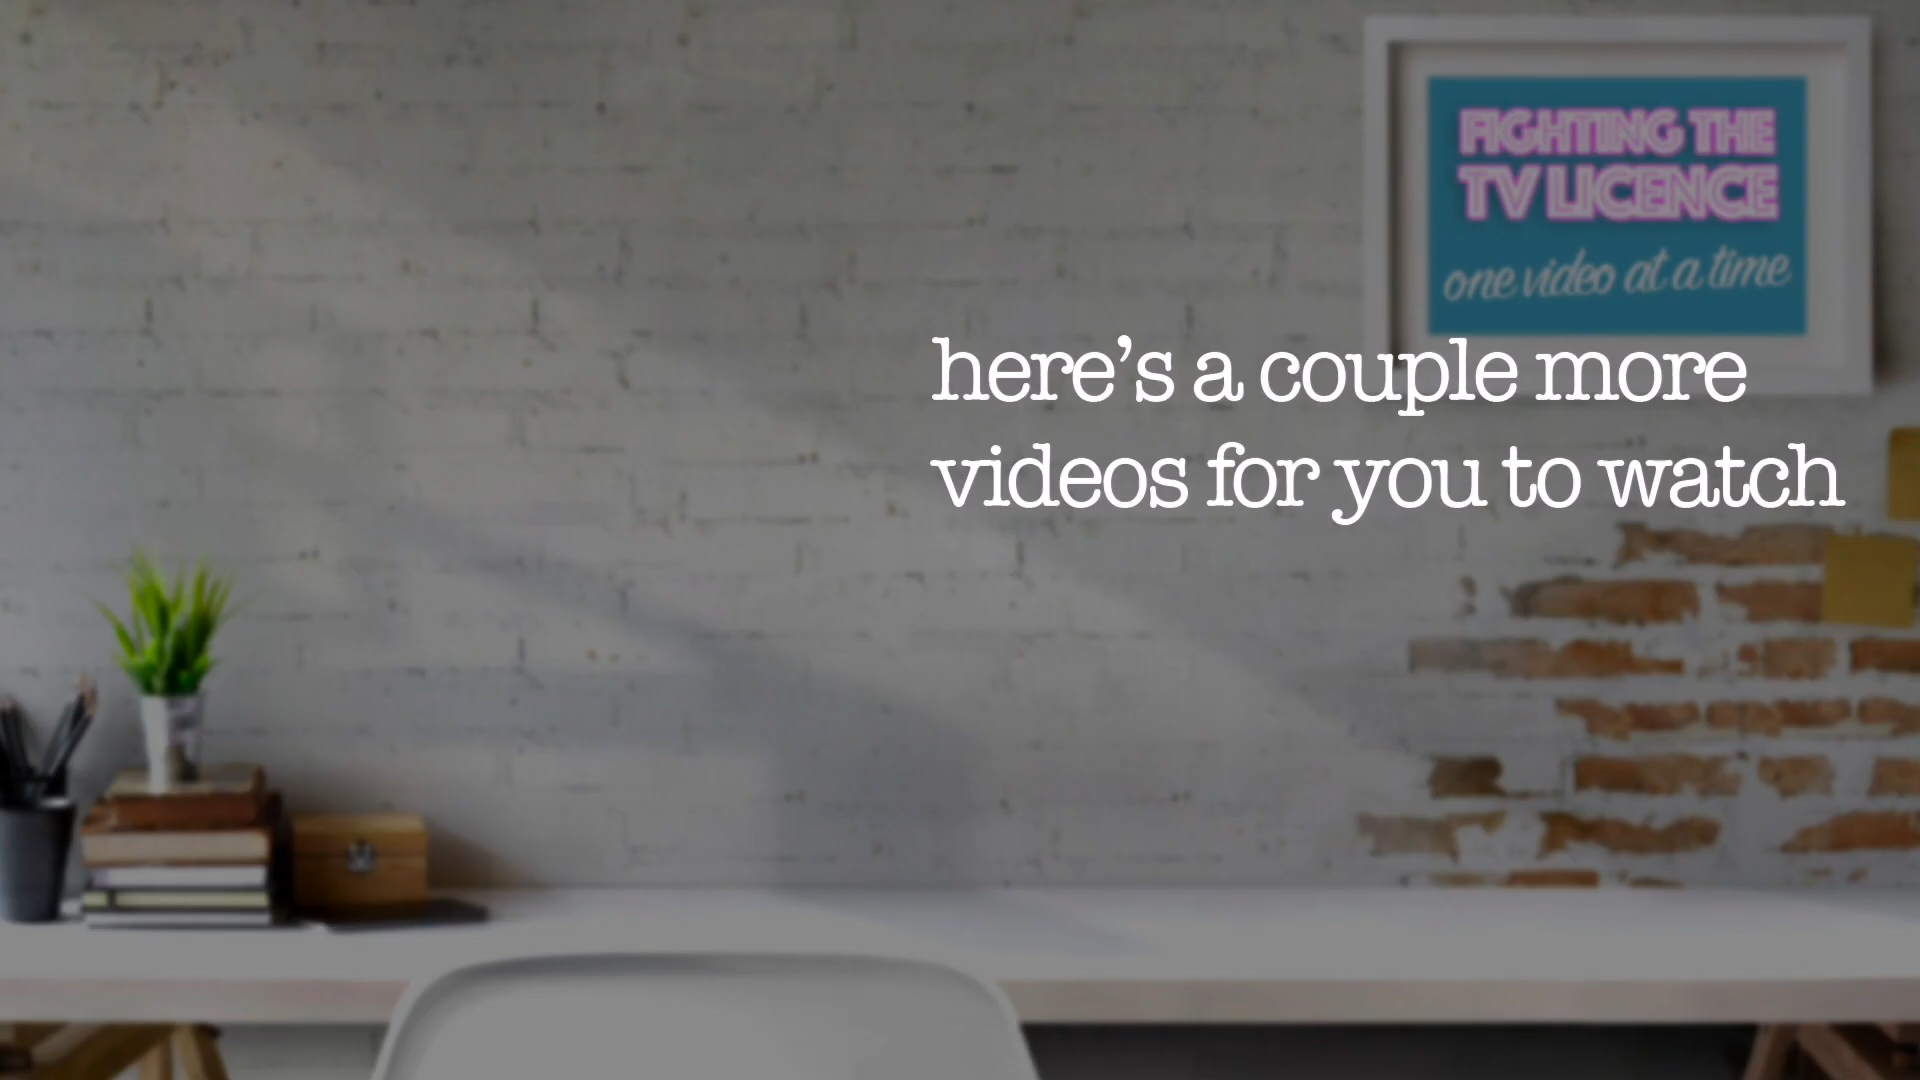 FIGHTING THE
TV LICENCE
one video at a time
here's a couple more
videos for you to watch